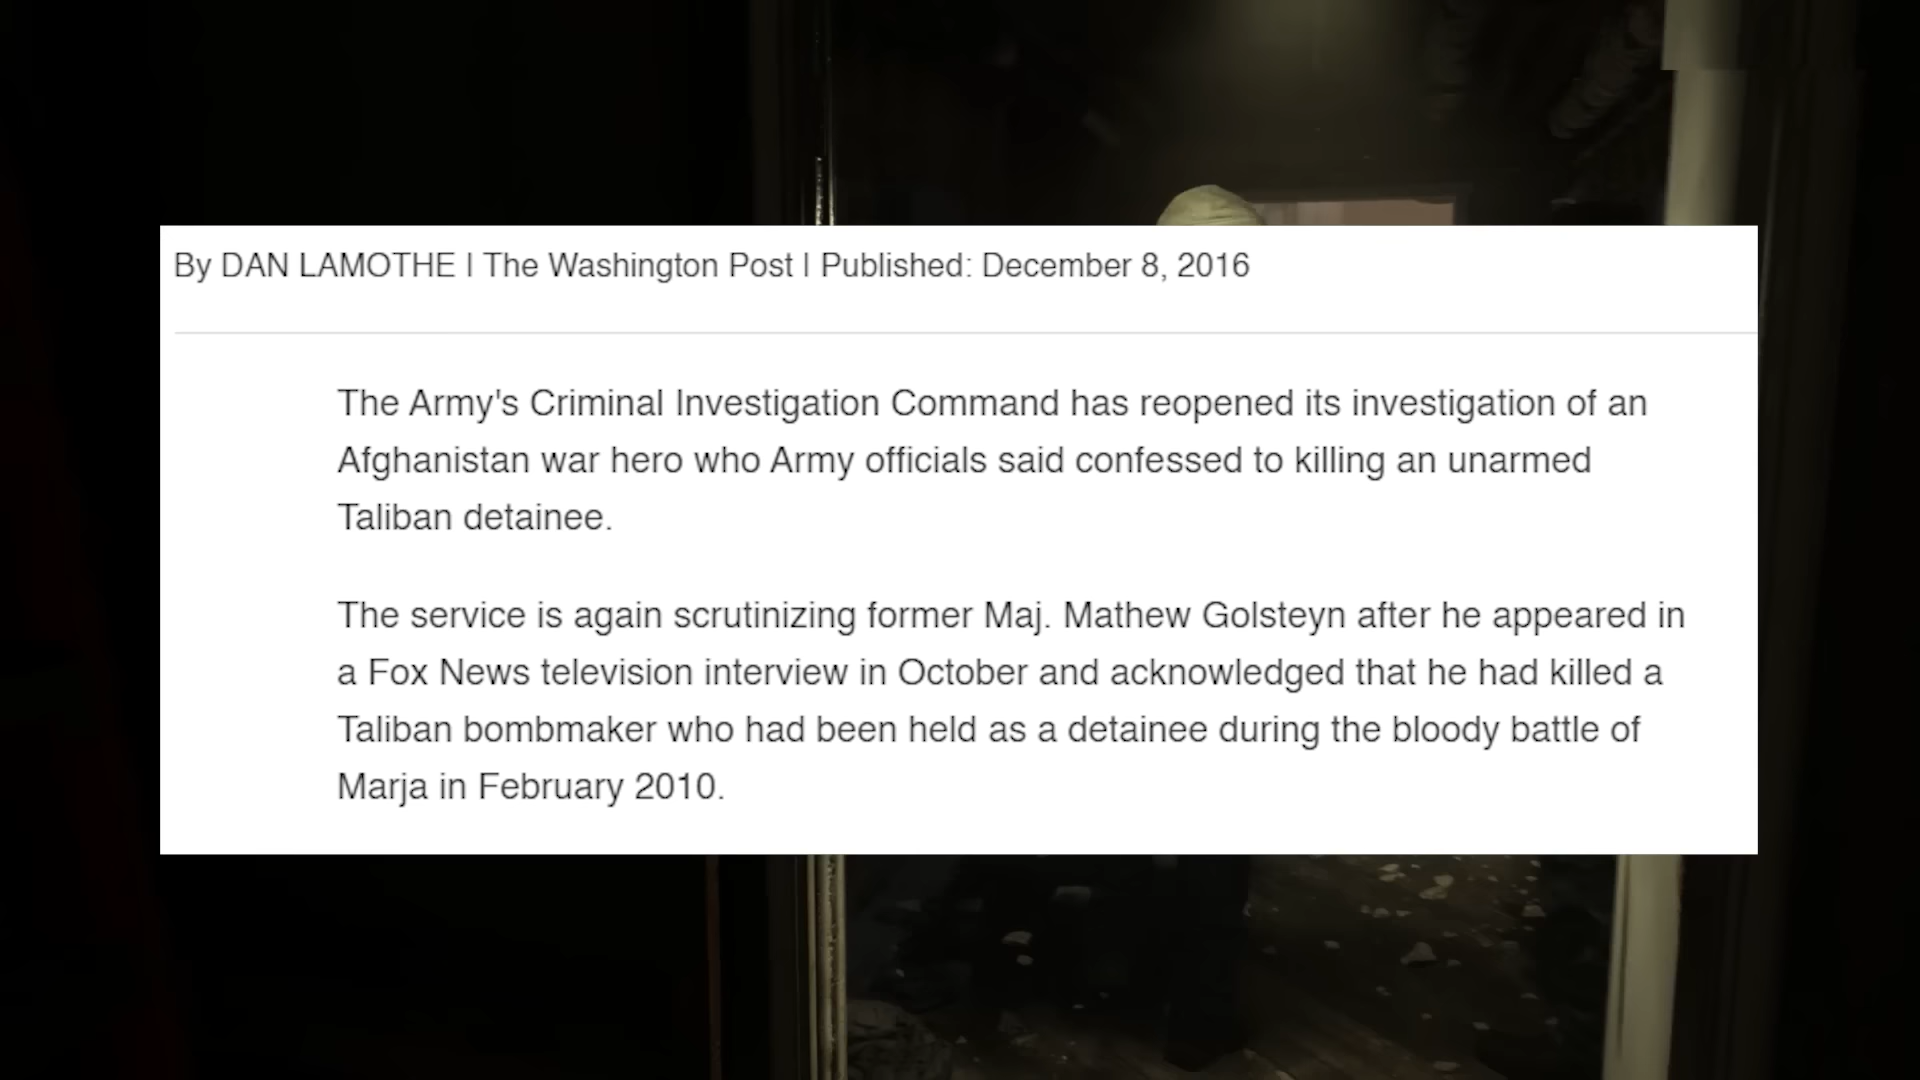 By DAN LAMOTHE | The Washington Post | Published: December 8, 2016
The Army's Criminal Investigation Command has reopened its investigation of an
Afghanistan war hero who Army officials said confessed to killing an unarmed
Taliban detainee.
The service is again scrutinizing former Maj. Mathew Golsteyn after he appeared in
a Fox News television interview in October and acknowledged that he had killed a
Taliban bombmaker who had been held as a detainee during the bloody battle of
Marja in February 2010.